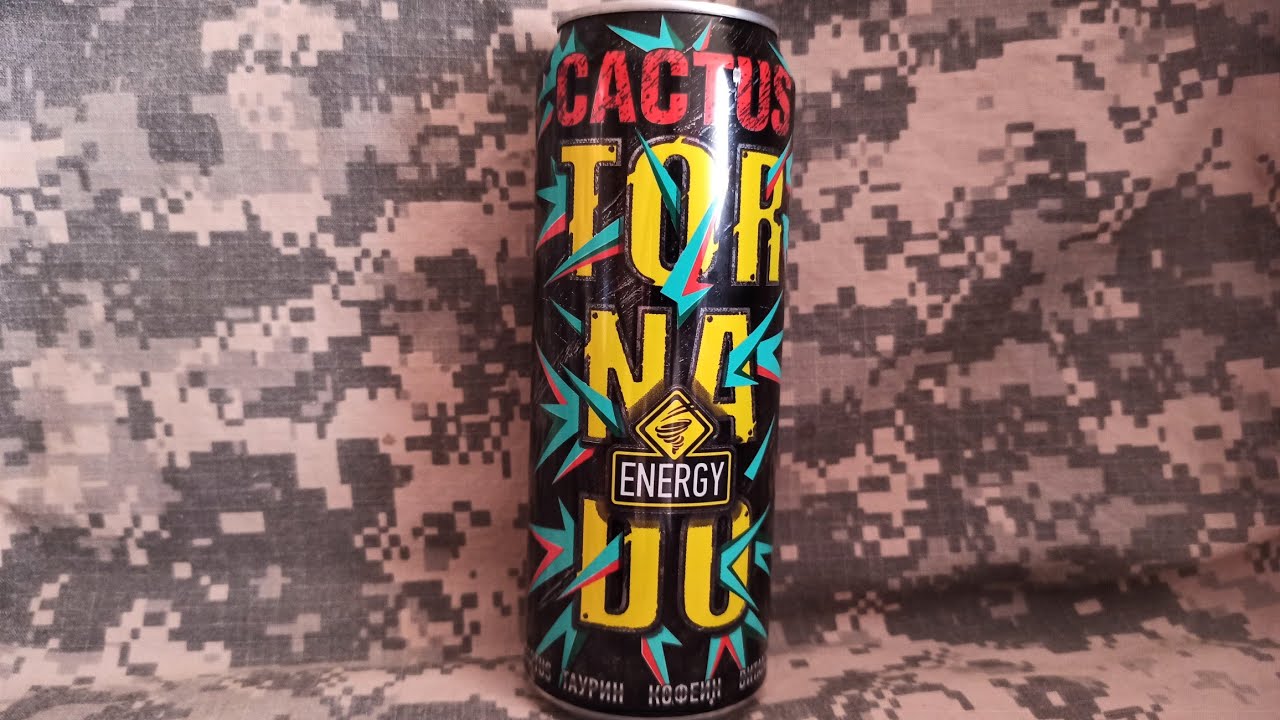 CACTUS
TOR
NA
ENERGY
DO
ТАУРИН КОФЕИН